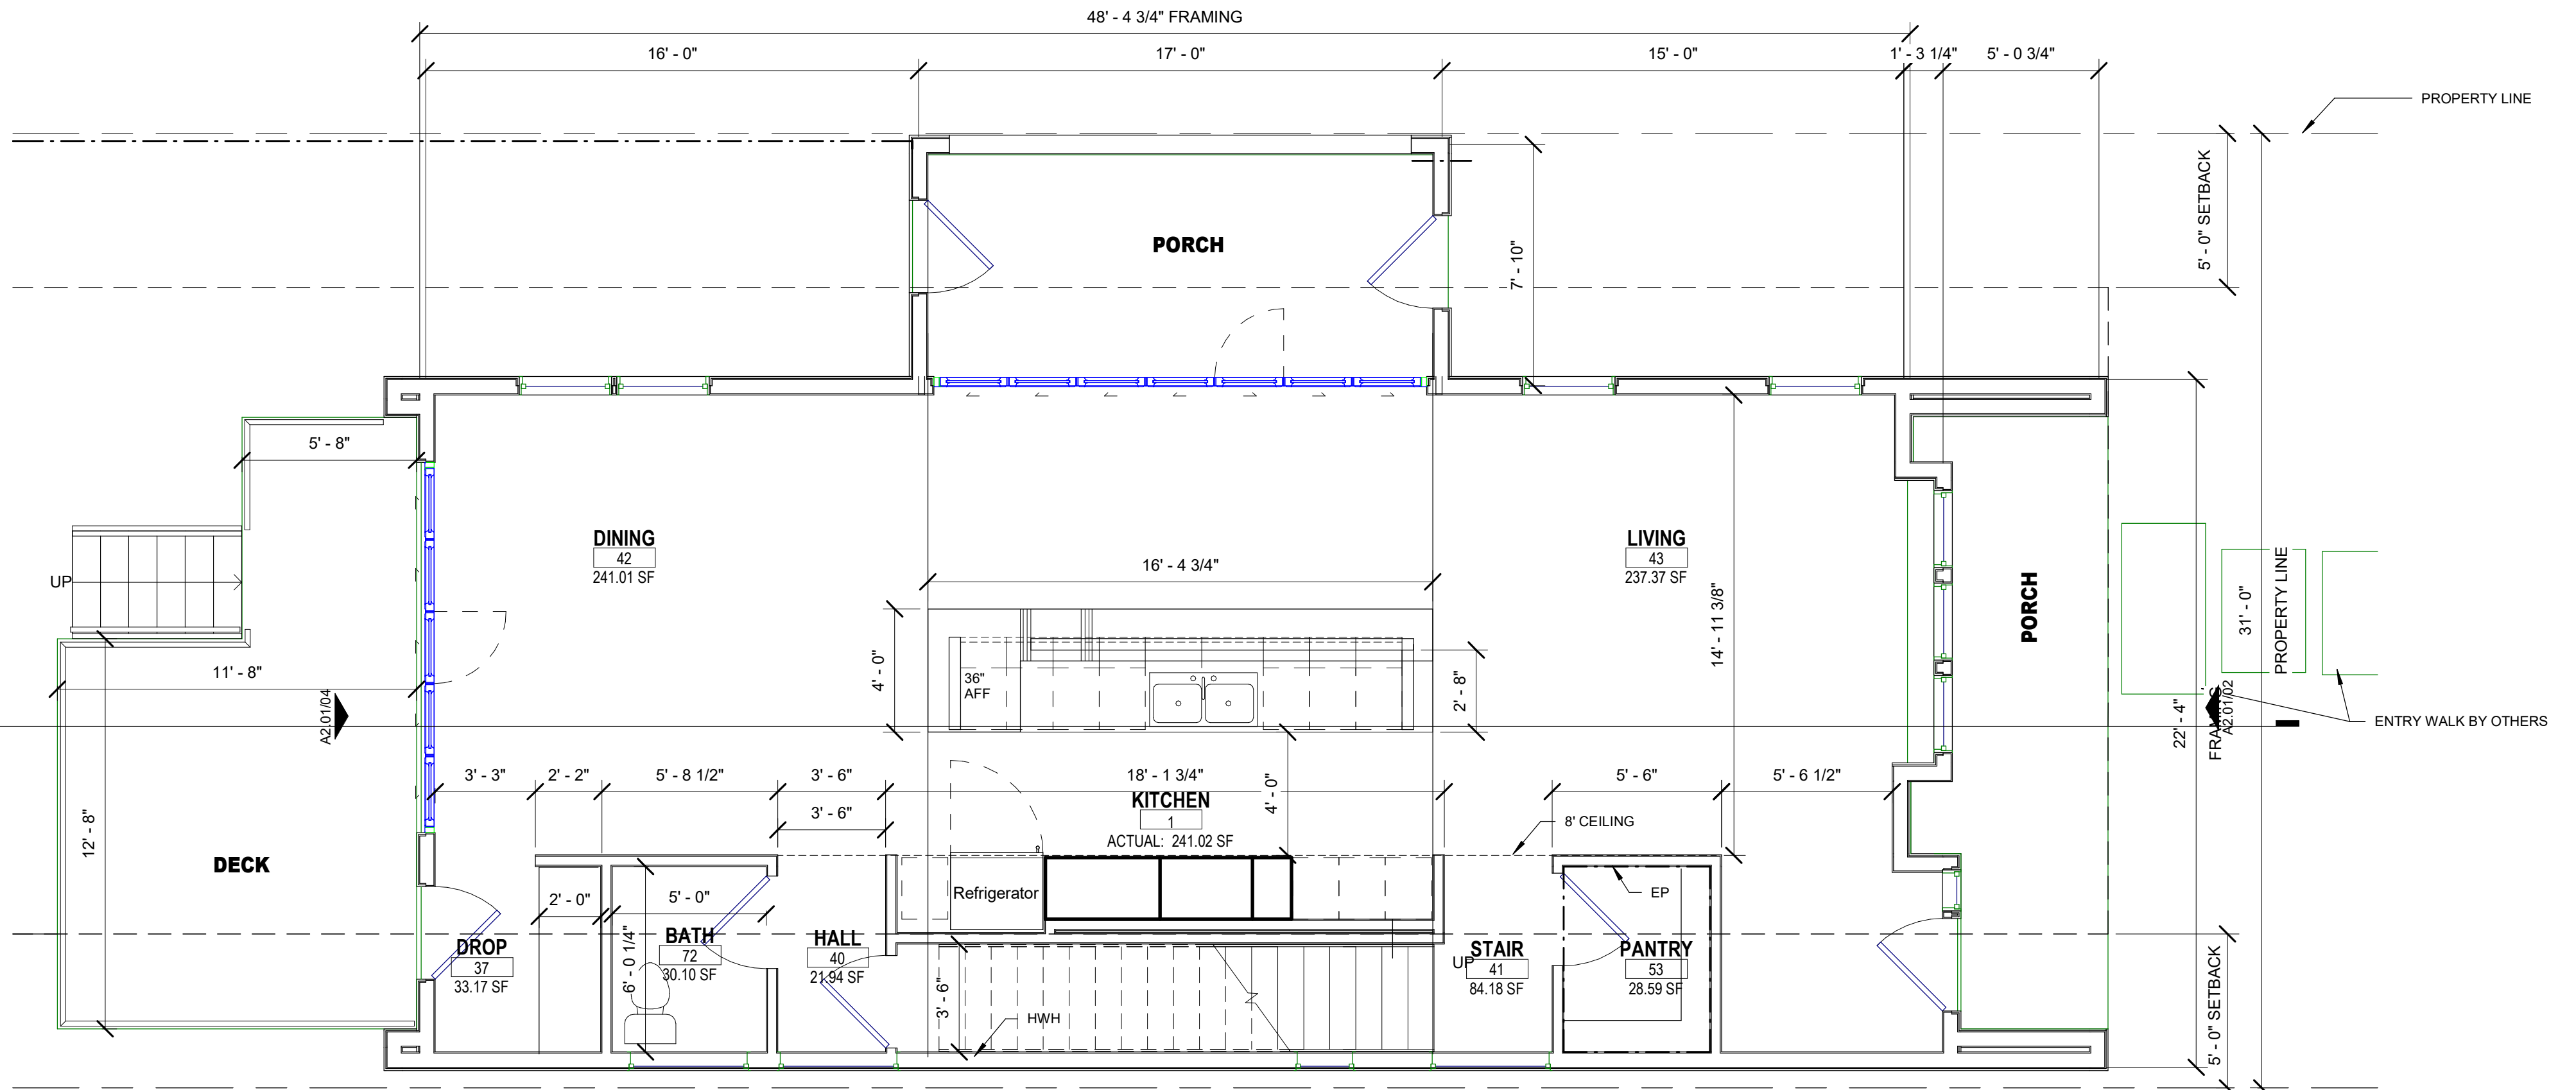 48' - 4 3/4" FRAMING
16' - 0"
17' - 0"
15' - 0"
1' - 3 1/4"
5' - 0 3/4"
PROPERTY LINE
5' - 0" SETBACK
PORCH
7' - 10"
5' - 8"
DINING
42
241.01 SF
LIVING
43
237.37 SF
16' - 4 3/4"
14' - 11 3/8"
PORCH
31' - 0"
PROPERTY LINE
UP
11' - 8"
A2.01/04
4' - 0"
36"
AFF
2' - 8"
22' - 4"
FRAMING
A2.01/02
ENTRY WALK BY OTHERS
3' - 3"
2' - 2"
5' - 8 1/2"
3' - 6"
18' - 1 3/4"
5' - 6"
5' - 6 1/2"
3' - 6"
KITCHEN
1
ACTUAL: 241.02 SF
4' - 0"
8' CEILING
12' - 8"
DECK
2' - 0"
5' - 0"
Refrigerator
EP
DROP
37
33.17 SF
6' - 0 1/4"
BATH
72
30.10 SF
HALL
40
21.94 SF
3' - 6"
HWH
UP
STAIR
41
84.18 SF
PANTRY
53
28.59 SF
5' - 0" SETBACK